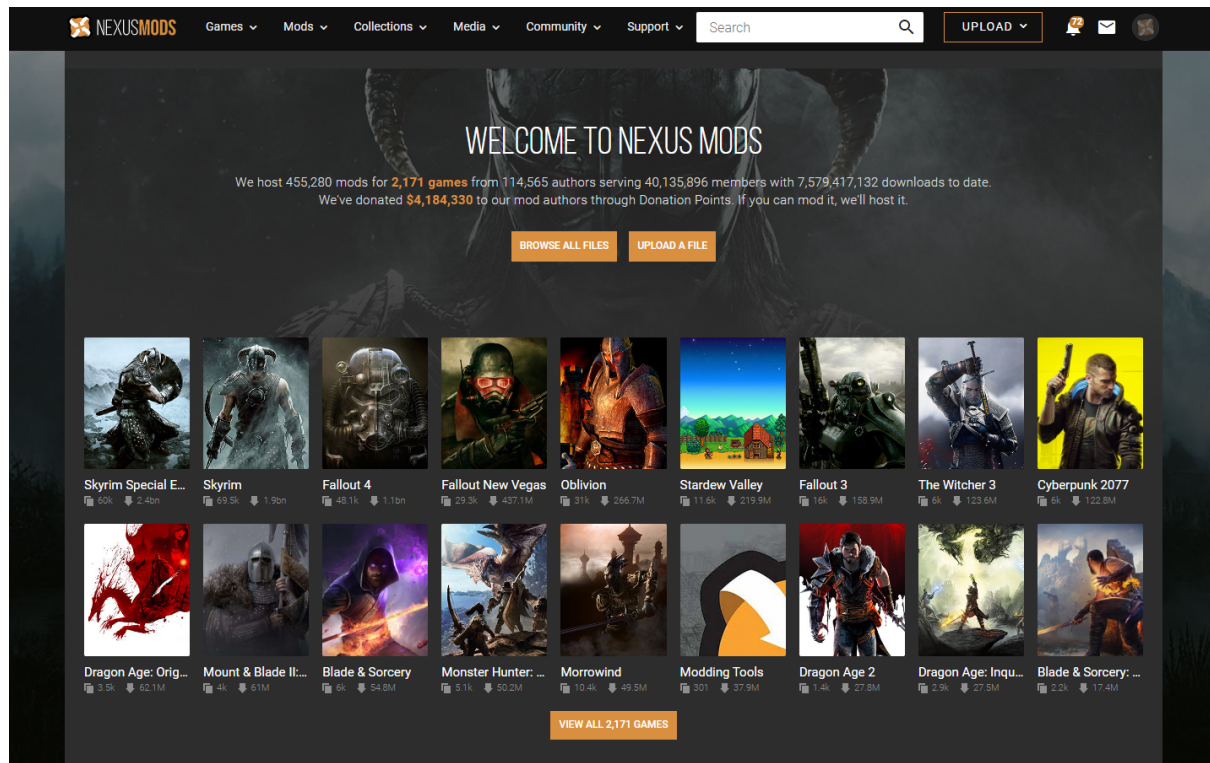 NEXUSMODS Games Mods Collections Media Community Support Search UPLOAD 72
WELCOME TO NEXUS MODS
We host 455,280 mods for 2,171 games from 114,565 authors serving 40,135,896 members with 7,579,417,132 downloads to date.
We've donated $4,184,330 to our mod authors through Donation Points. If you can mod it, we'll host it.
BROWSE ALL FILES UPLOAD A FILE
Skyrim Special E... Skyrim Fallout 4 Fallout New Vegas Oblivion Stardew Valley Fallout 3 The Witcher 3 Cyberpunk 2077
60k 2.4bn 69.5k 1.9bn 48.1k 1.1bn 29.3k 437.1M 31k 266.7M 11.6k 219.9M 16k 158.9M 6k 123.6M 6k 122.8M
Dragon Age: Orig... Mount & Blade II:... Blade & Sorcery Monster Hunter: ... Morrowind Modding Tools Dragon Age 2 Dragon Age: Inqu... Blade & Sorcery: ...
3.5k 62.1M 4k 61M 6k 54.8M 5.1k 50.2M 10.4k 49.5M 301 37.9M 1.4k 27.8M 2.9k 27.5M 2.2k 17.4M
VIEW ALL 2,171 GAMES